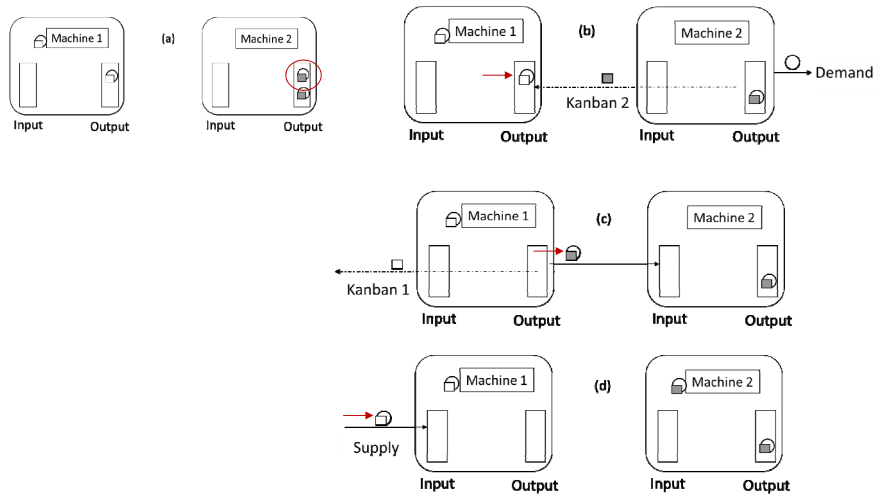 Machine 1
(a)
Machine 2
Input
Output
Input
Output
Machine 1
(b)
Machine 2
Demand
Kanban 2
Input
Output
Input
Output
Machine 1
(c)
Machine 2
Kanban 1
Input
Output
Input
Output
Machine 1
(d)
Machine 2
Supply
Input
Output
Input
Output